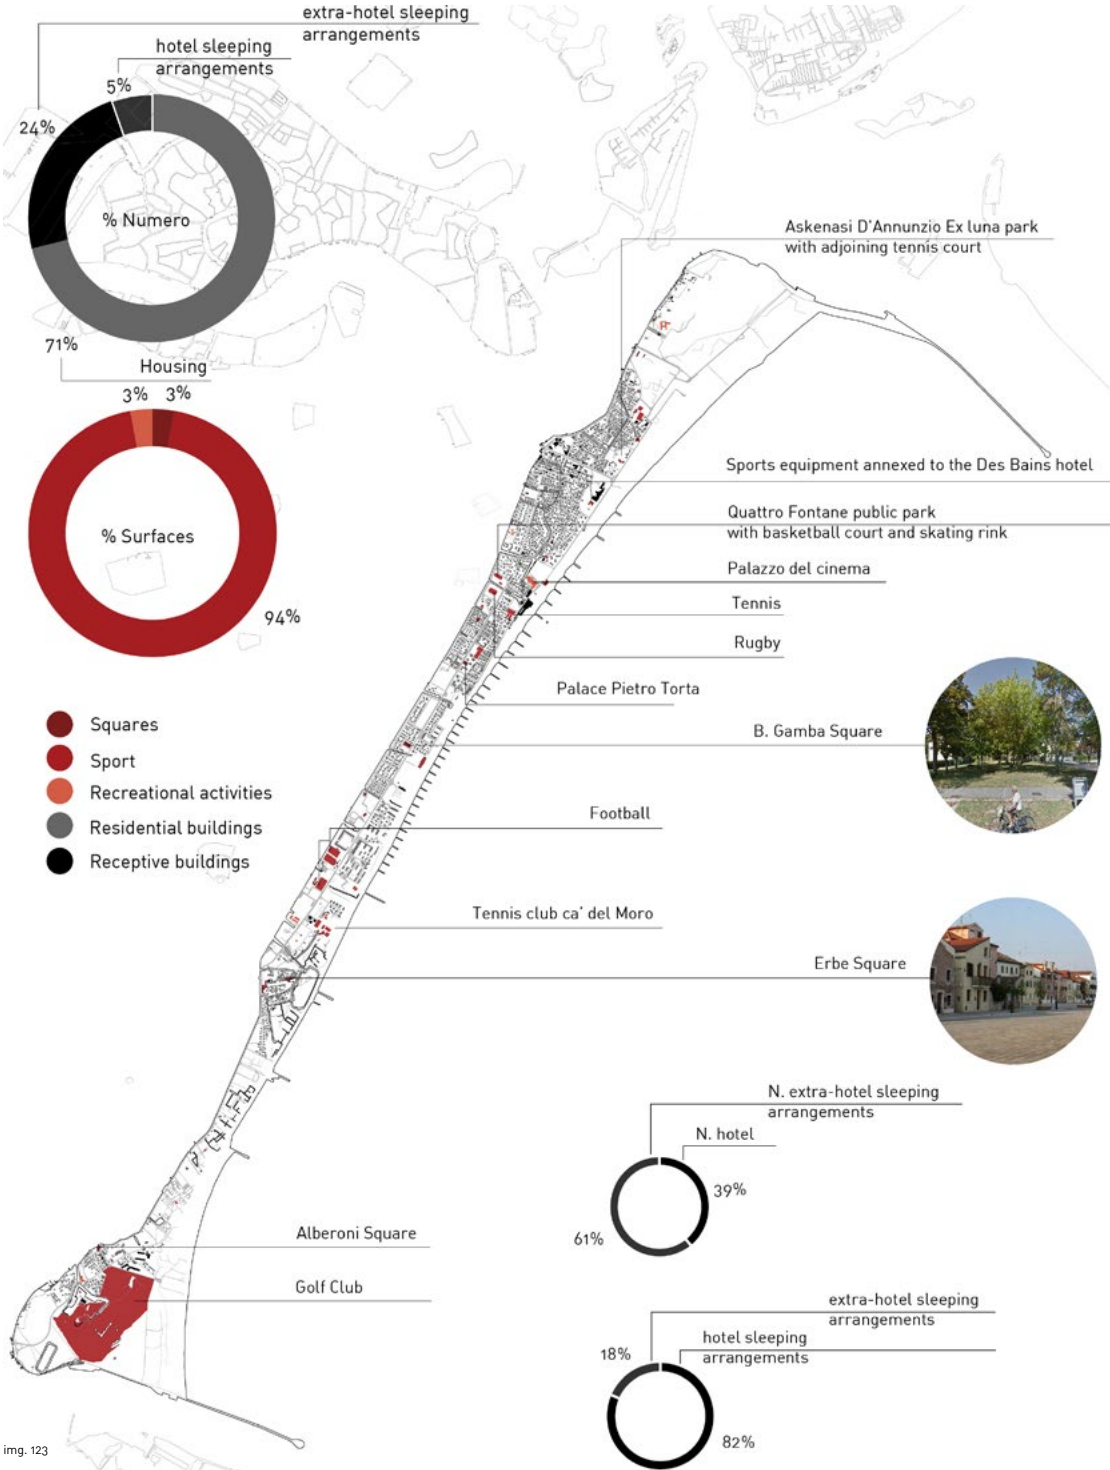 extra-hotel sleeping
arrangements
hotel sleeping
arrangements
5%
24%
% Numero
71%
Housing
3%
3%
% Surfaces
94%
Squares
Sport
Recreational activities
Residential buildings
Receptive buildings
Askenasi D'Annunzio Ex luna park
with adjoining tennis court
Sports equipment annexed to the Des Bains hotel
Quattro Fontane public park
with basketball court and skating rink
Palazzo del cinema
Tennis
Rugby
Palace Pietro Torta
B. Gamba Square
Football
Tennis club ca' del Moro
Erbe Square
N. extra-hotel sleeping
arrangements
N. hotel
39%
61%
Alberoni Square
Golf Club
extra-hotel sleeping
arrangements
hotel sleeping
arrangements
18%
82%
img. 123